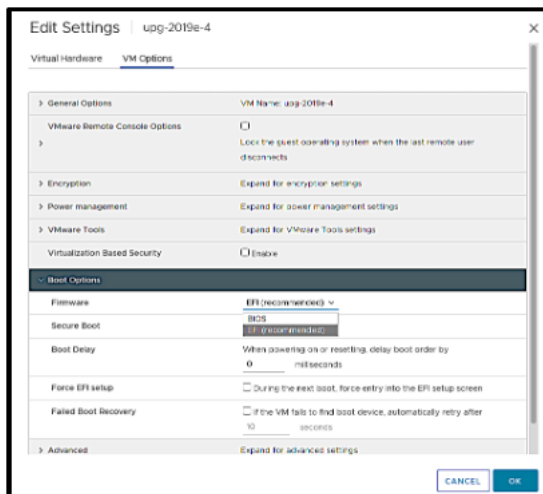 Edit Settings | upg-2019e-4
Virtual Hardware VM Options
General Options VM Name: upg-2019e-4
VMware Remote Console Options
Lock the guest operating system when the last remote user
disconnects
Encryption Expand for encryption settings
Power management Expand for power management settings
VMware Tools Expand for VMware Tools settings
Virtualization Based Security Enable
Boot Options
Firmware EFI (recommended)
BIOS
EFI (recommended)
Secure Boot
Boot Delay When powering on or resetting, delay boot order by
0 milliseconds
Force EFI setup During the next boot, force entry into the EFI setup screen
Failed Boot Recovery If the VM fails to find boot device, automatically retry after
10 seconds
Advanced Expand for advanced settings
CANCEL OK